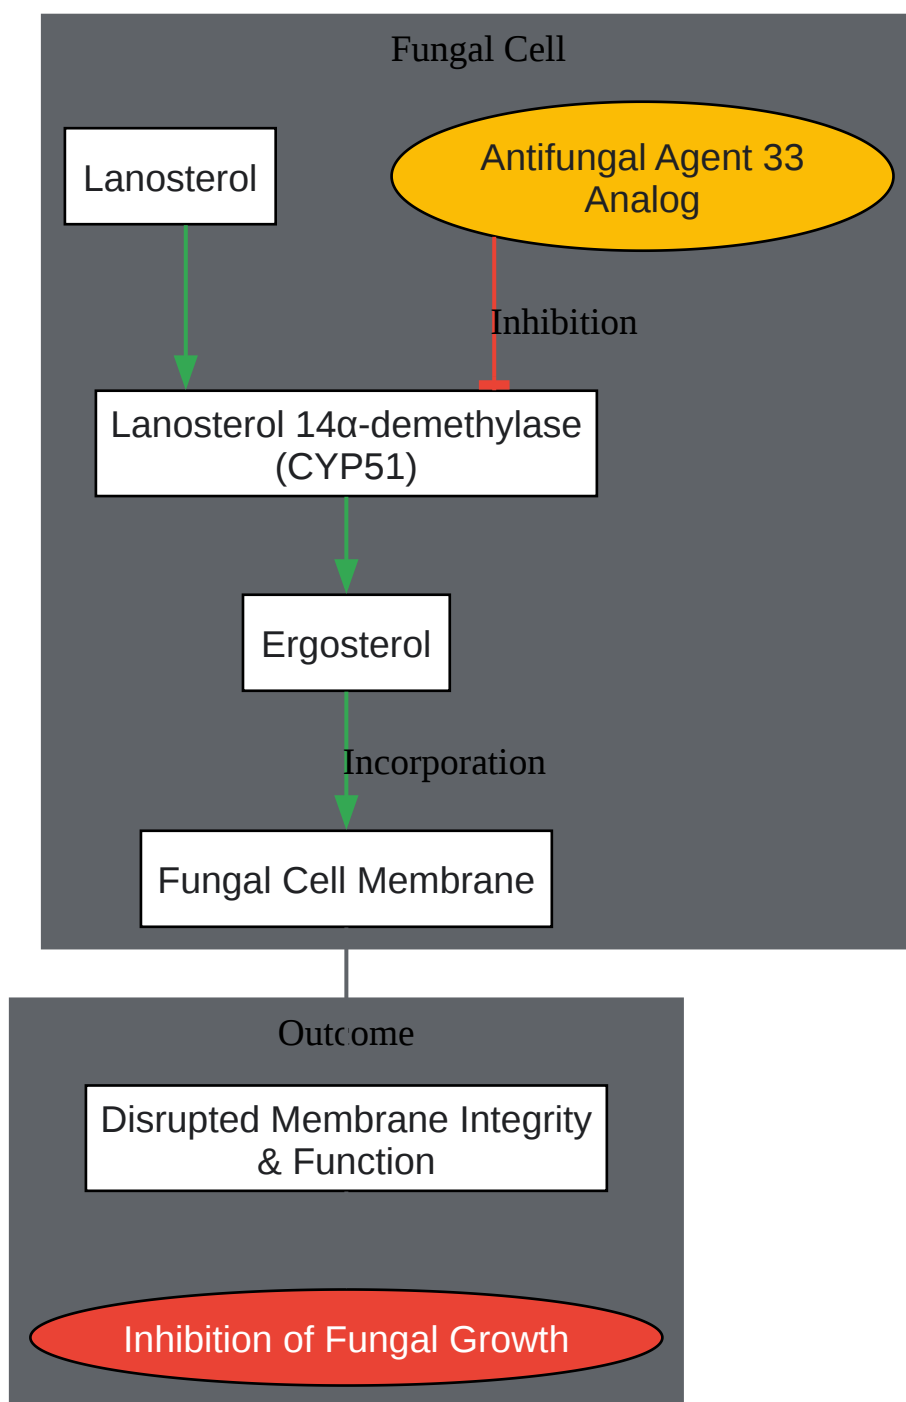 Fungal Cell
Lanosterol
Antifungal Agent 33
Analog
Inhibition
Lanosterol 14α-demethylase
(CYP51)
Ergosterol
Incorporation
Fungal Cell Membrane
Outcome
Disrupted Membrane Integrity
& Function
Inhibition of Fungal Growth